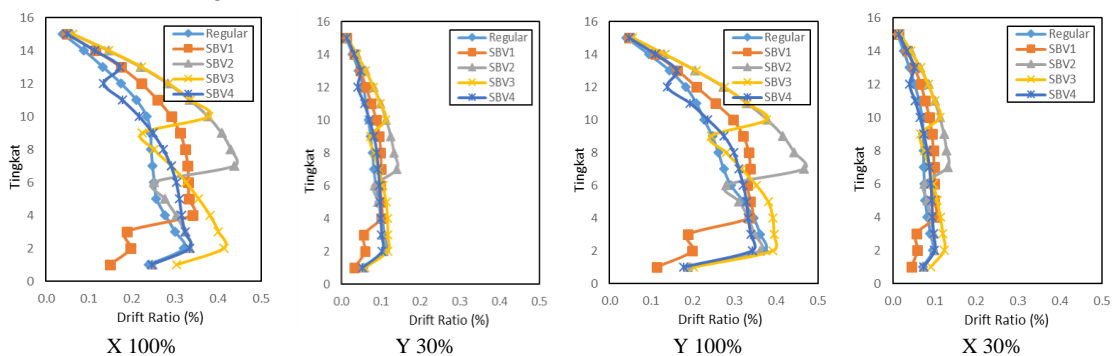 Tingkat
16
14
12
10
8
6
4
2
0
0.0 0.1 0.2 0.3 0.4 0.5
Drift Ratio (%)
Regular
SBV1
SBV2
SBV3
SBV4
X 100%
Tingkat
16
14
12
10
8
6
4
2
0
0.0 0.1 0.2 0.3 0.4 0.5
Drift Ratio (%)
Regular
SBV1
SBV2
SBV3
SBV4
Y 30%
Tingkat
16
14
12
10
8
6
4
2
0
0.0 0.1 0.2 0.3 0.4 0.5
Drift Ratio (%)
Regular
SBV1
SBV2
SBV3
SBV4
Y 100%
Tingkat
16
14
12
10
8
6
4
2
0
0.0 0.1 0.2 0.3 0.4 0.5
Drift Ratio (%)
Regular
SBV1
SBV2
SBV3
SBV4
X 30%